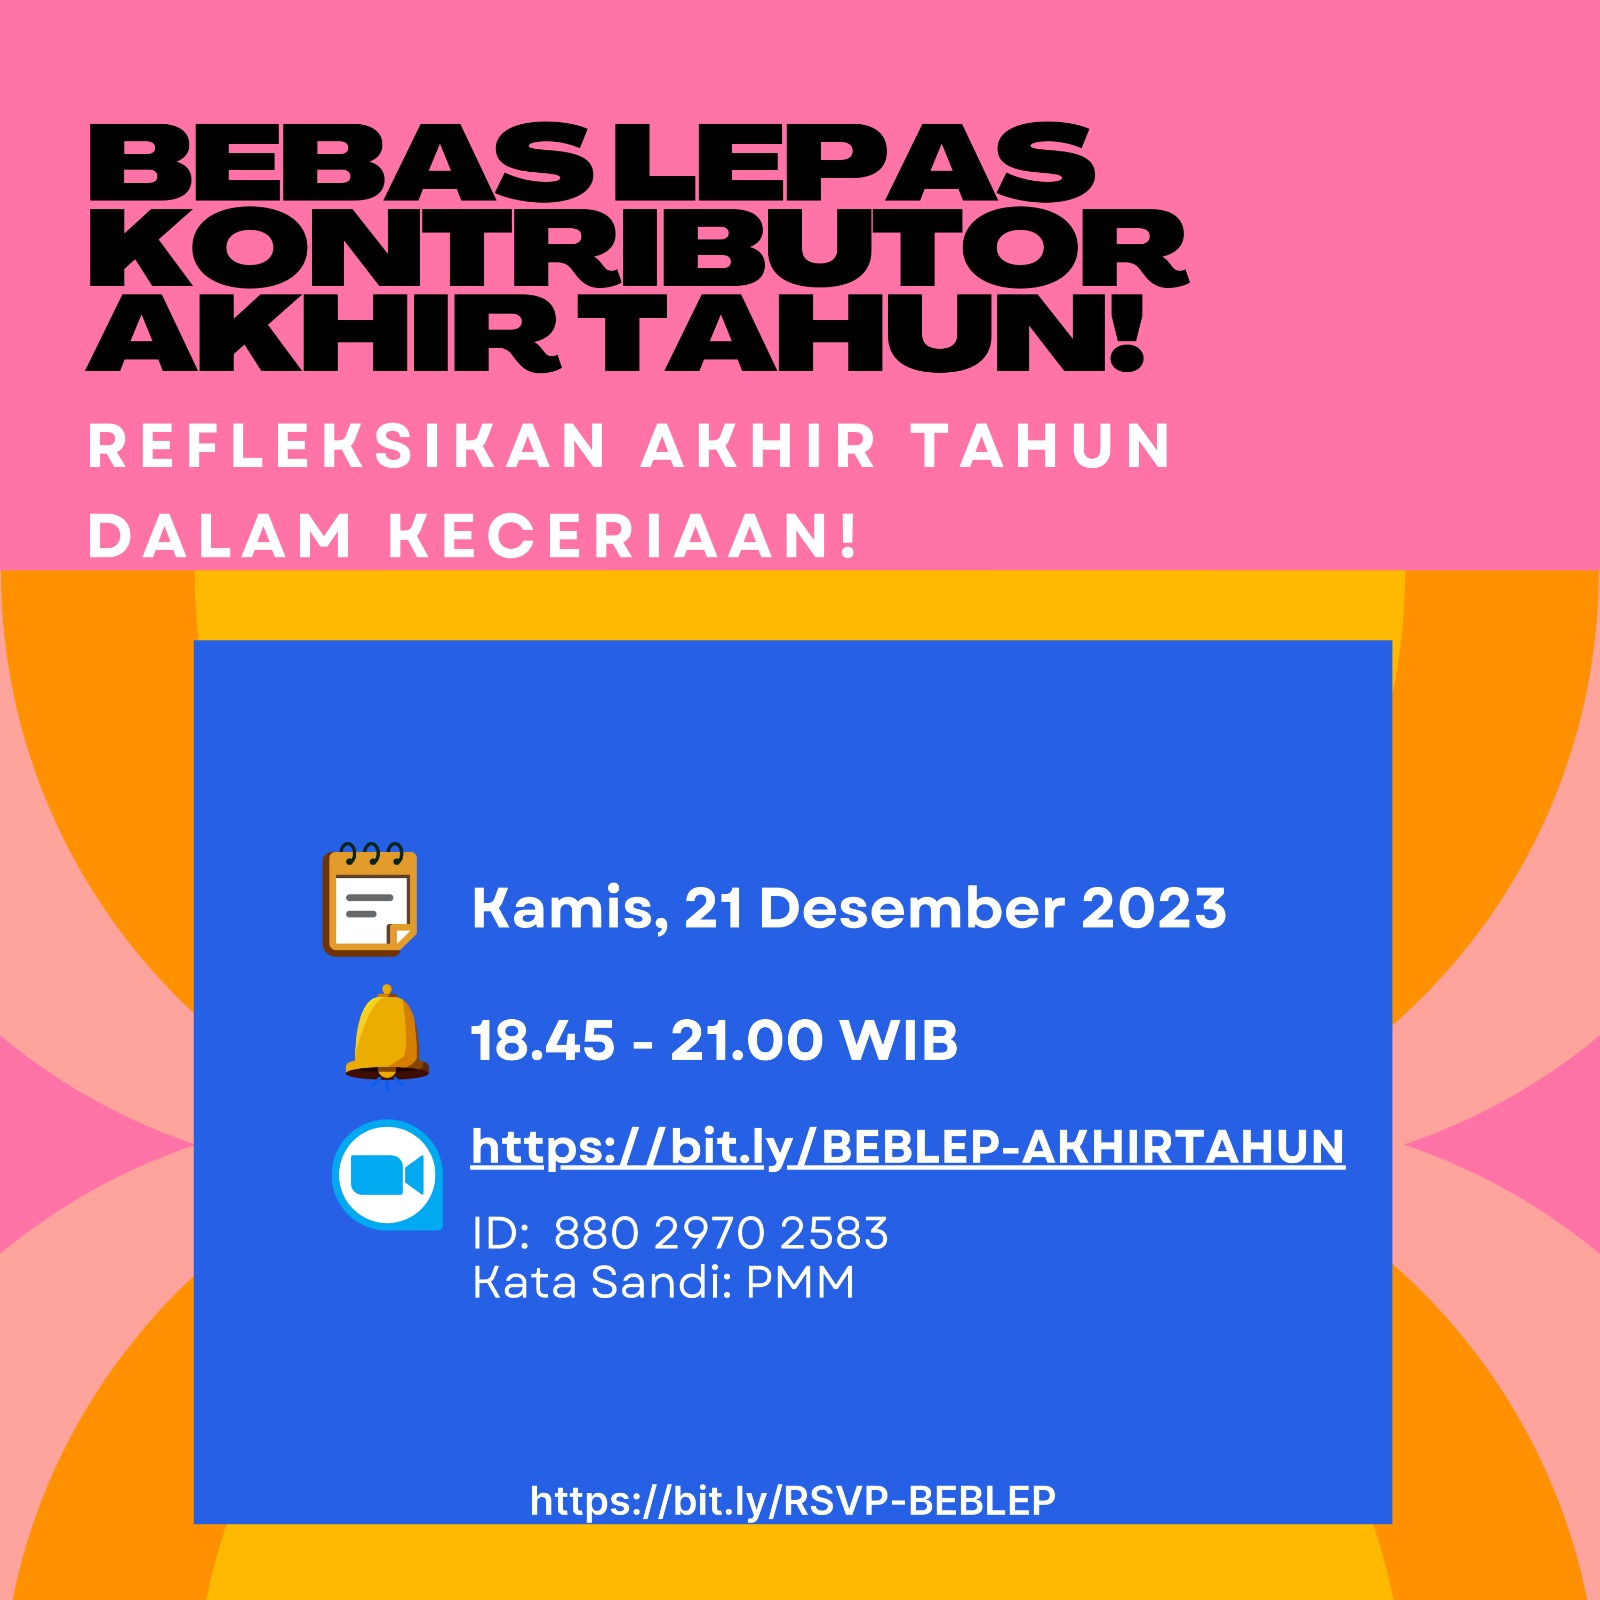 BEBAS LEPAS
KONTRIBUTOR
AKHIR TAHUN!
REFLEKSIKAN AKHIR TAHUN
DALAM KECERIAAN!
Kamis, 21 Desember 2023
18.45 - 21.00 WIB
https://bit.ly/BEBLEP-AKHIRTAHUN
ID: 880 2970 2583
Kata Sandi: PMM
https://bit.ly/RSVP-BEBLEP